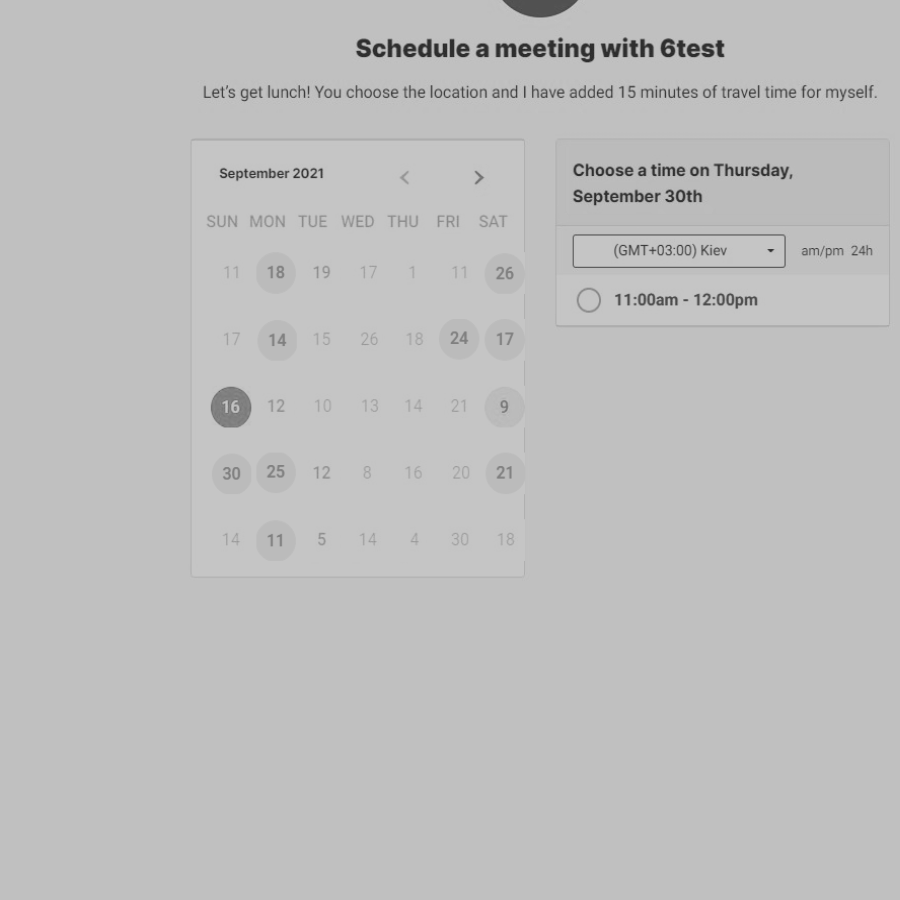 Schedule a meeting with 6test
Let's get lunch! You choose the location and I have added 15 minutes of travel time for myself.
September 2021
SUN MON TUE WED THU FRI SAT
11 18 19 17 1 11 26
17 14 15 26 18 24 17
16 12 10 13 14 21 9
30 25 12 8 16 20 21
14 11 5 14 4 30 18
Choose a time on Thursday,
September 30th
(GMT+03:00) Kiev am/pm 24h
11:00am - 12:00pm